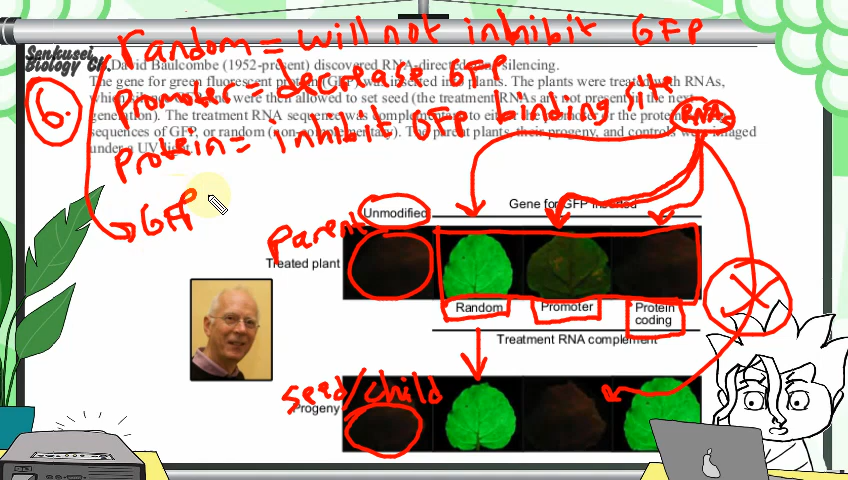 random = will not inhibit GFP
Senkusei
Biology
David Baulcombe (1952-present) discovered RNA-directed silencing.
6.
The gene for green fluorescent protein (GFP) was inserted into plants. The plants were treated with RNAs,
Promoter = decrease GFP
were then allowed to set seed (the treatment RNAs are not present in the next
generation). The treatment RNA sequence was complementary to either the promoter or the protein
RNA
sequences of GFP, or random (non-complementary). The parent plants, their progeny, and controls were imaged
Protein = inhibit GFP binding site
under a UV
GFP
Unmodified
Gene for GFP inserted
parent
Treated plant
Random
Promoter
Protein
coding
Treatment RNA complement
seed/child
Progeny